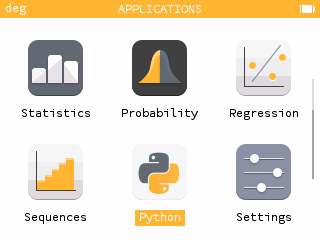 deg APPLICATIONS
Statistics Probability Regression
Sequences Python Settings